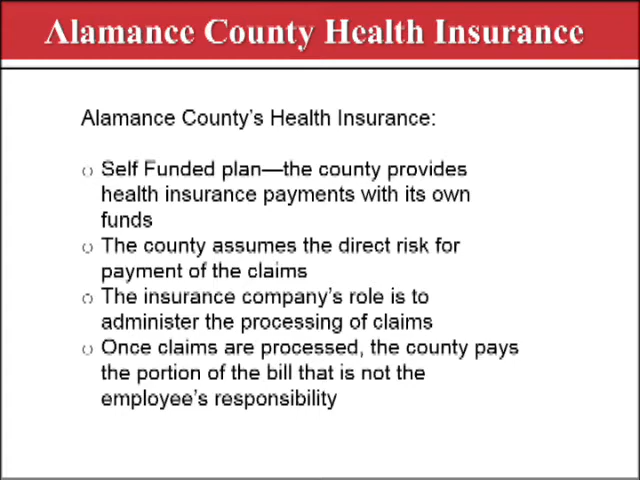 Alamance County Health Insurance
Alamance County's Health Insurance:
Self Funded plan—the county provides
health insurance payments with its own
funds
The county assumes the direct risk for
payment of the claims
The insurance company's role is to
administer the processing of claims
Once claims are processed, the county pays
the portion of the bill that is not the
employee's responsibility